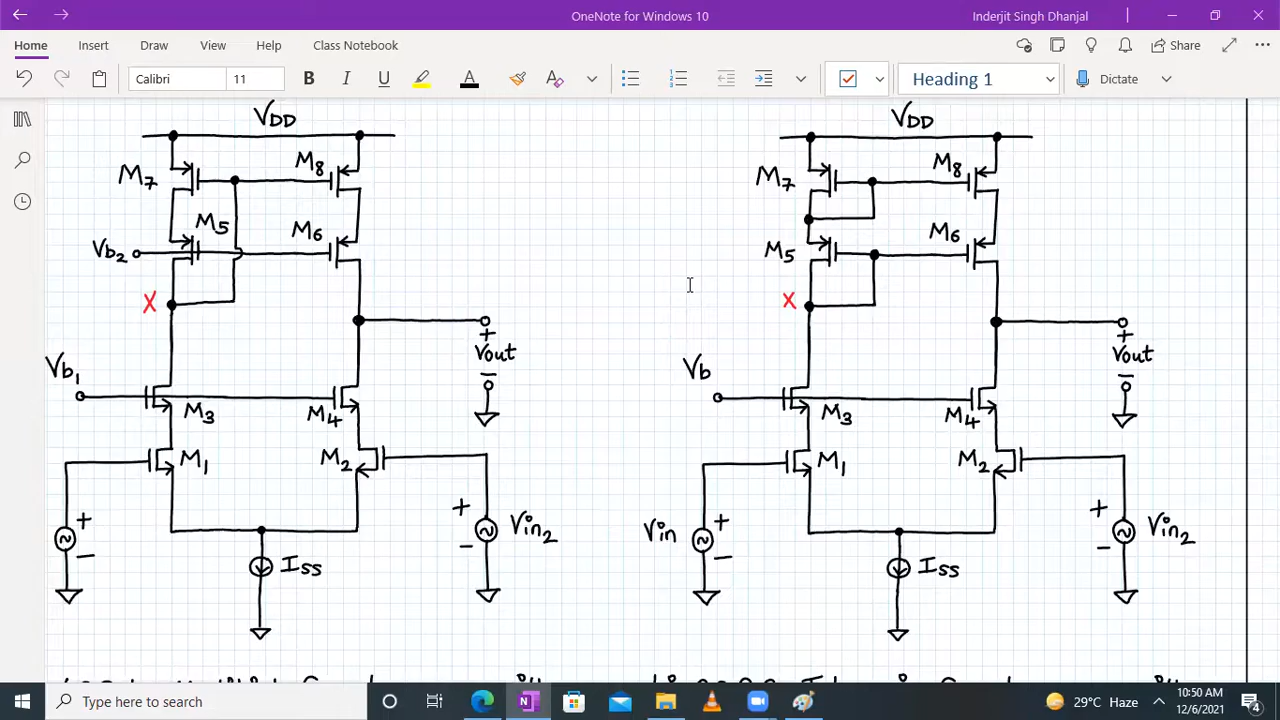 OneNote for Windows 10
Inderjit Singh Dhanjal
Home Insert Draw View Help Class Notebook
Share
Calibri 11 B I U A Heading 1 Dictate
VDD
M7
M8
M5
M6
Vb2
X
Vout
+
−
Vb1
M3
M4
M1
M2
+
−
+
−
Vin2
ISS
VDD
M7
M8
M5
M6
X
Vout
+
−
Vb
M3
M4
M1
M2
Vin
+
−
+
−
Vin2
ISS
Type here to search
29°C Haze
10:50 AM
12/6/2021
4